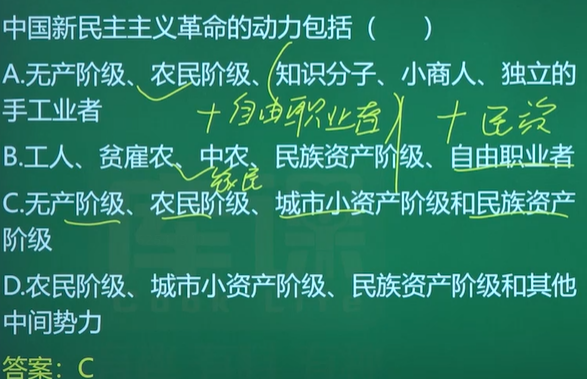 中国新民主主义革命的动力包括（　　）
A.无产阶级、农民阶级、知识分子、小商人、独立的
手工业者
＋自由职业者
＋民资
B.工人、贫雇农、中农、民族资产阶级、自由职业者
C.无产阶级、农民阶级、城市小资产阶级和民族资产
阶级
D.农民阶级、城市小资产阶级、民族资产阶级和其他
中间势力
答案：C